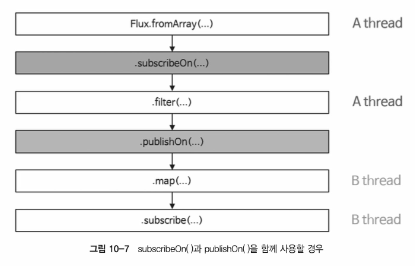 Flux.fromArray(...) A thread
.subscribeOn(...)
.filter(...) A thread
.publishOn(...)
.map(...) B thread
.subscribe(...) B thread
그림 10-7 subscribeOn( )과 publishOn( )을 함께 사용할 경우